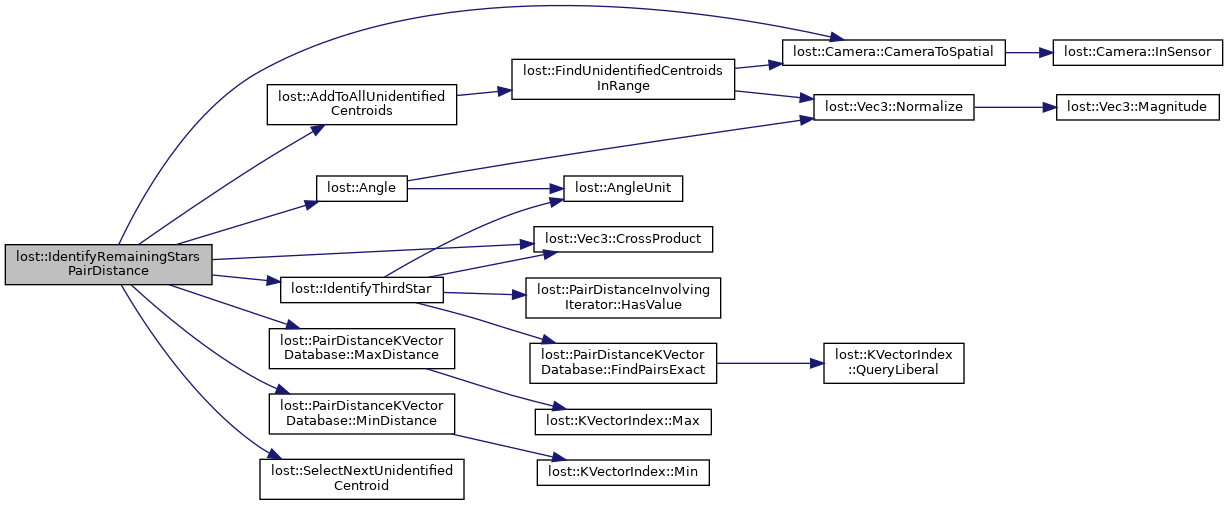 lost::IdentifyRemainingStars
PairDistance
lost::AddToAllUnidentified
Centroids
lost::FindUnidentifiedCentroids
InRange
lost::Camera::CameraToSpatial
lost::Camera::InSensor
lost::Vec3::Normalize
lost::Vec3::Magnitude
lost::Angle
lost::AngleUnit
lost::Vec3::CrossProduct
lost::IdentifyThirdStar
lost::PairDistanceInvolving
Iterator::HasValue
lost::PairDistanceKVector
Database::MaxDistance
lost::PairDistanceKVector
Database::FindPairsExact
lost::KVectorIndex
::QueryLiberal
lost::PairDistanceKVector
Database::MinDistance
lost::KVectorIndex::Max
lost::KVectorIndex::Min
lost::SelectNextUnidentified
Centroid